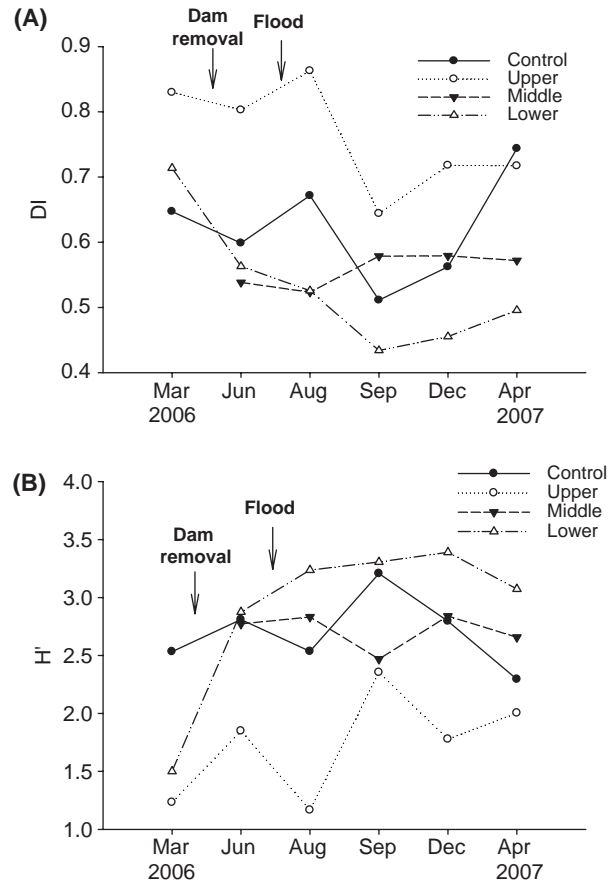 (A)
Dam
removal
Flood
Control
Upper
Middle
Lower
0.9
0.8
0.7
0.6
0.5
0.4
DI
Mar
2006
Jun
Aug
Sep
Dec
Apr
2007
(B)
Dam
removal
Flood
Control
Upper
Middle
Lower
4.0
3.5
3.0
2.5
2.0
1.5
1.0
H'
Mar
2006
Jun
Aug
Sep
Dec
Apr
2007